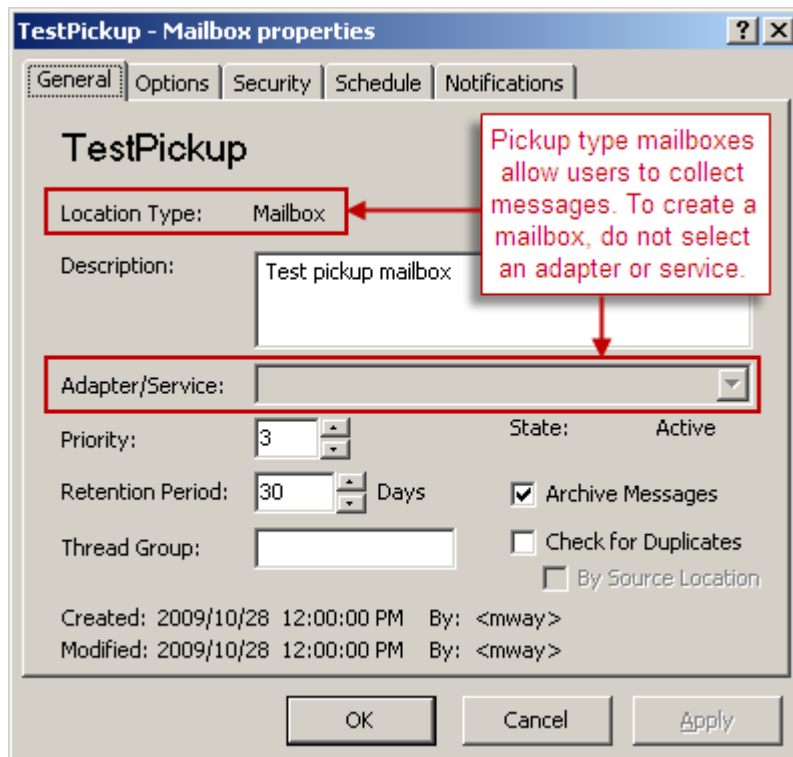 TestPickup - Mailbox properties
General Options Security Schedule Notifications
TestPickup
Pickup type mailboxes
allow users to collect
messages. To create a
mailbox, do not select
an adapter or service.
Location Type: Mailbox
Description: Test pickup mailbox
Adapter/Service:
Priority: 3 State: Active
Retention Period: 30 Days Archive Messages
Thread Group: Check for Duplicates
By Source Location
Created: 2009/10/28 12:00:00 PM By: <mway>
Modified: 2009/10/28 12:00:00 PM By: <mway>
OK Cancel Apply